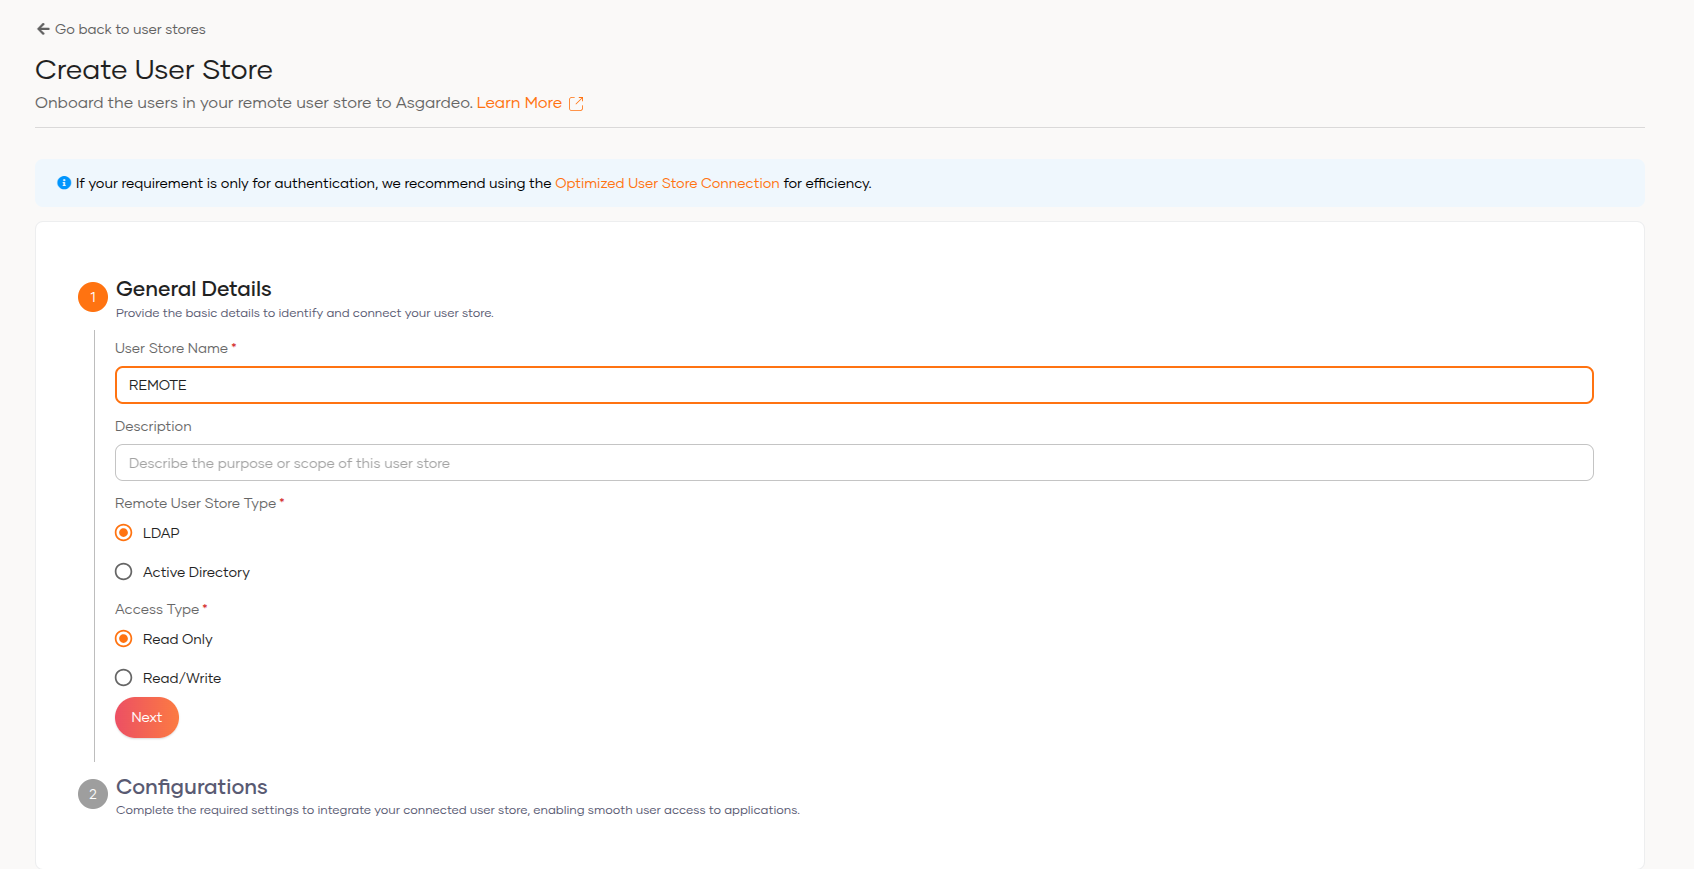 Go back to user stores
Create User Store
Onboard the users in your remote user store to Asgardeo. Learn More
If your requirement is only for authentication, we recommend using the Optimized User Store Connection for efficiency.
1
General Details
Provide the basic details to identify and connect your user store.
User Store Name *
REMOTE
Description
Describe the purpose or scope of this user store
Remote User Store Type *
LDAP
Active Directory
Access Type *
Read Only
Read/Write
Next
2
Configurations
Complete the required settings to integrate your connected user store, enabling smooth user access to applications.